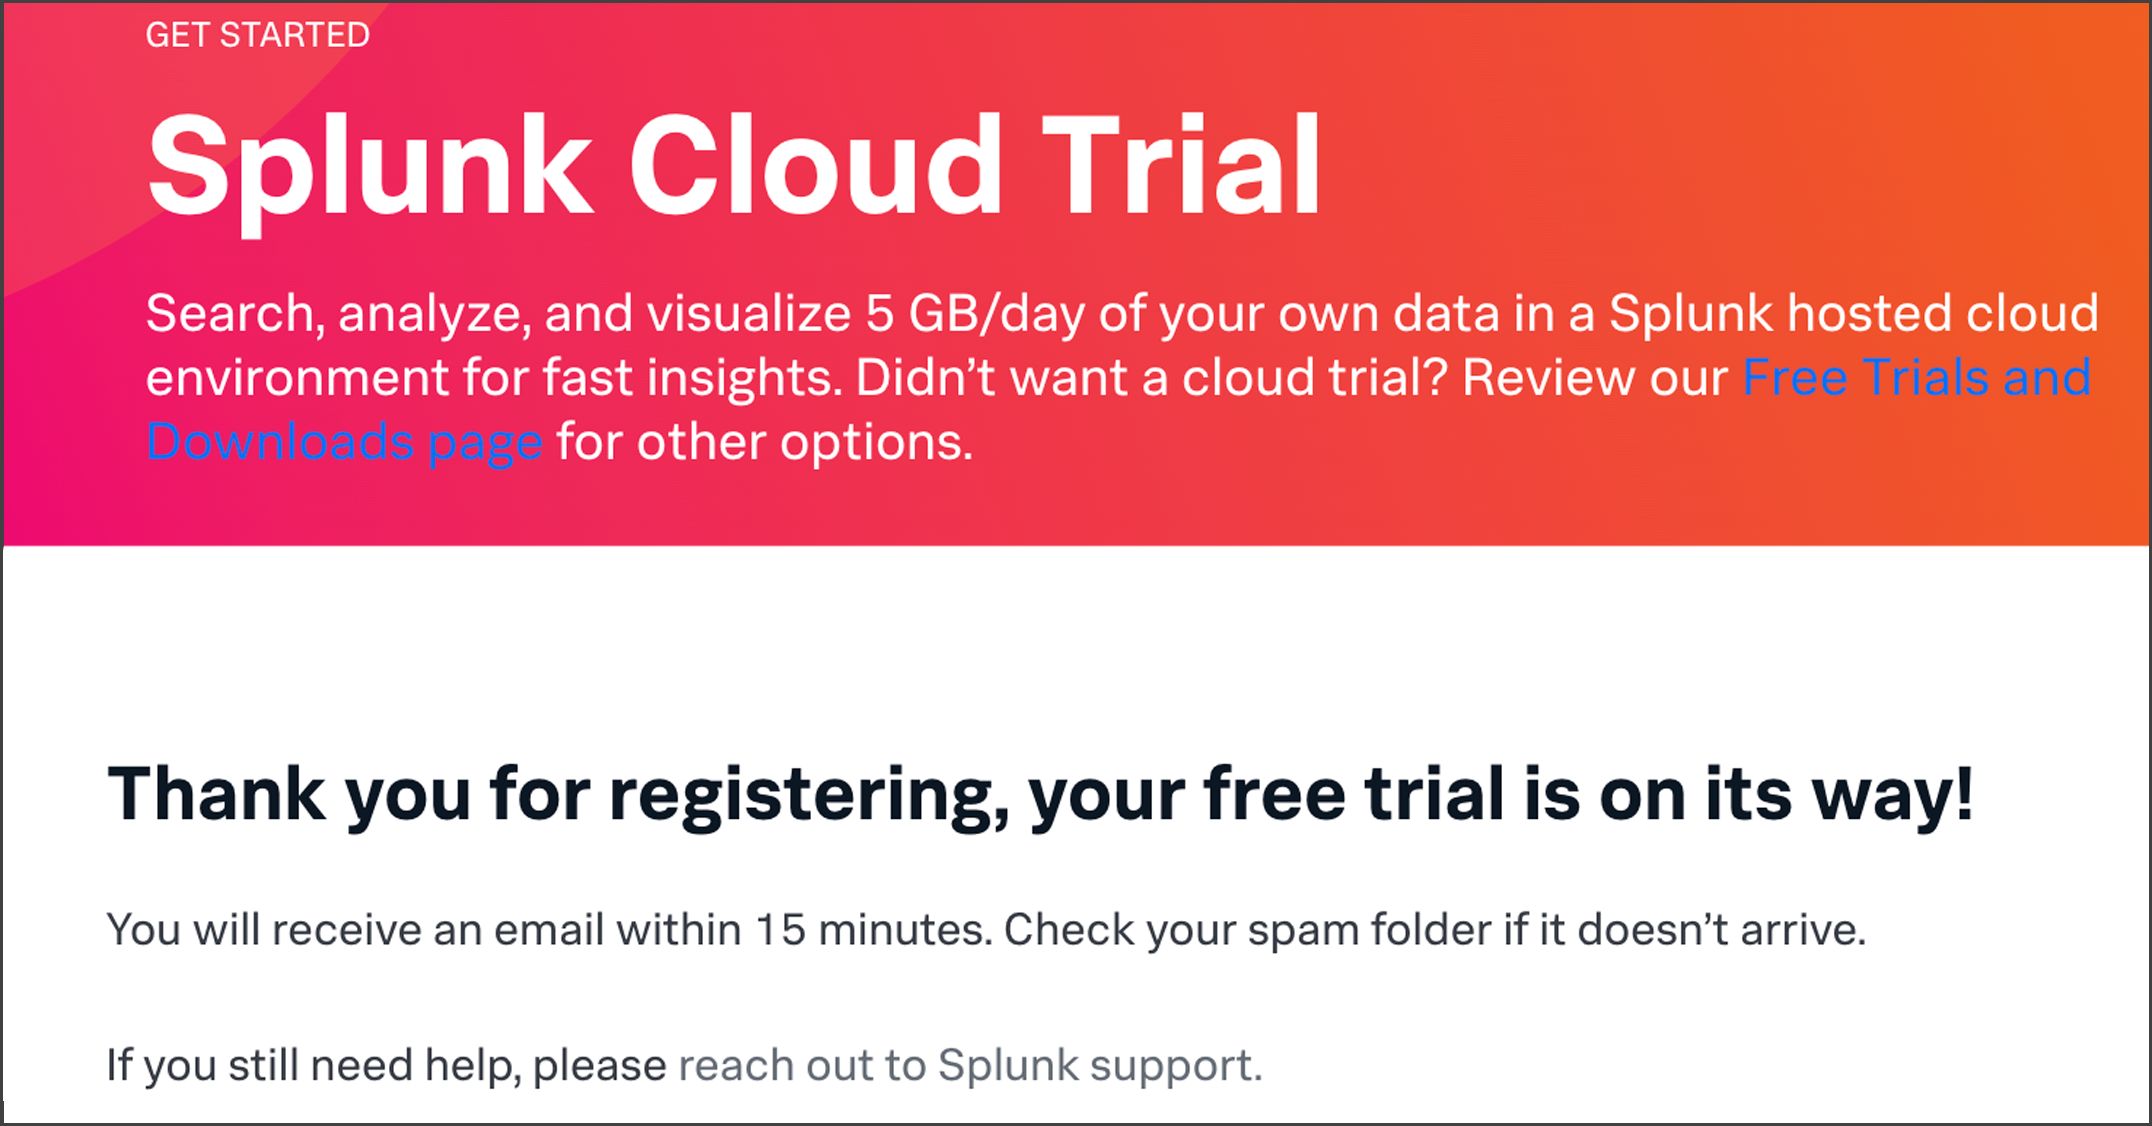 GET STARTED
Splunk Cloud Trial
Search, analyze, and visualize 5 GB/day of your own data in a Splunk hosted cloud
environment for fast insights. Didn’t want a cloud trial? Review our Free Trials and
Downloads page for other options.
Thank you for registering, your free trial is on its way!
You will receive an email within 15 minutes. Check your spam folder if it doesn’t arrive.
If you still need help, please reach out to Splunk support.